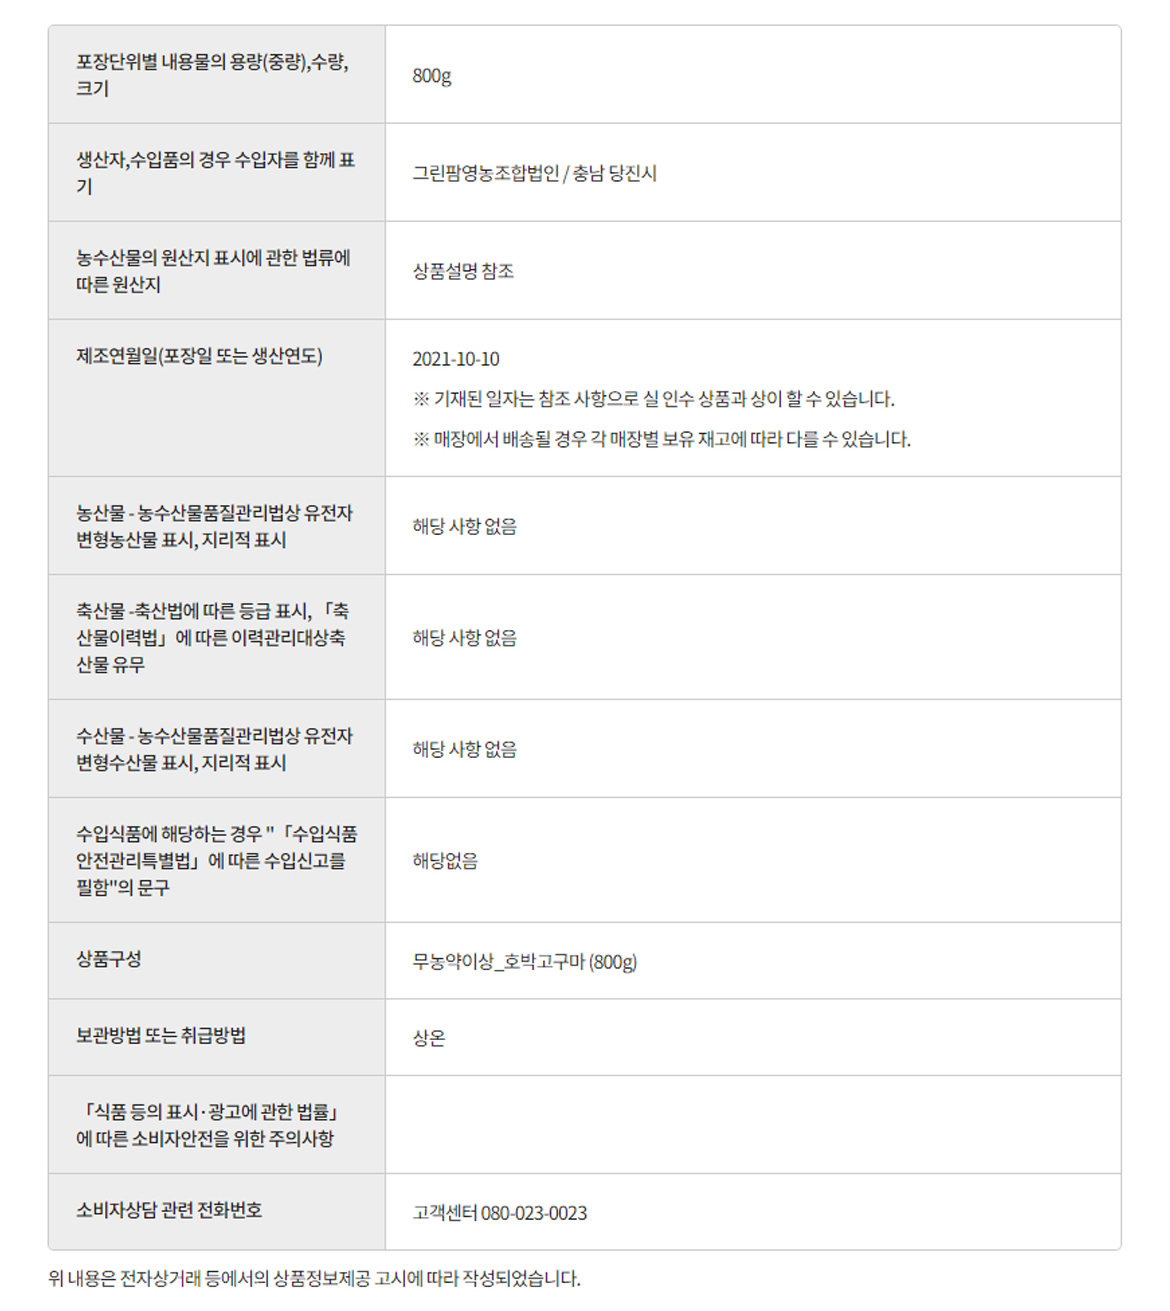 포장단위별 내용물의 용량(중량),수량,
크기
800g
생산자,수입품의 경우 수입자를 함께 표
기
그린팜영농조합법인 / 충남 당진시
농수산물의 원산지 표시에 관한 법류에
따른 원산지
상품설명 참조
제조연월일(포장일 또는 생산연도)
2021-10-10
※ 기재된 일자는 참조 사항으로 실 인수 상품과 상이 할 수 있습니다.
※ 매장에서 배송될 경우 각 매장별 보유 재고에 따라 다를 수 있습니다.
농산물 - 농수산물품질관리법상 유전자
변형농산물 표시, 지리적 표시
해당 사항 없음
축산물 -축산법에 따른 등급 표시, 「축
산물이력법」에 따른 이력관리대상축
산물 유무
해당 사항 없음
수산물 - 농수산물품질관리법상 유전자
변형수산물 표시, 지리적 표시
해당 사항 없음
수입식품에 해당하는 경우 "「수입식품
안전관리특별법」에 따른 수입신고를
필함"의 문구
해당없음
상품구성
무농약이상_호박고구마 (800g)
보관방법 또는 취급방법
상온
「식품 등의 표시·광고에 관한 법률」
에 따른 소비자안전을 위한 주의사항
소비자상담 관련 전화번호
고객센터 080-023-0023
위 내용은 전자상거래 등에서의 상품정보제공 고시에 따라 작성되었습니다.